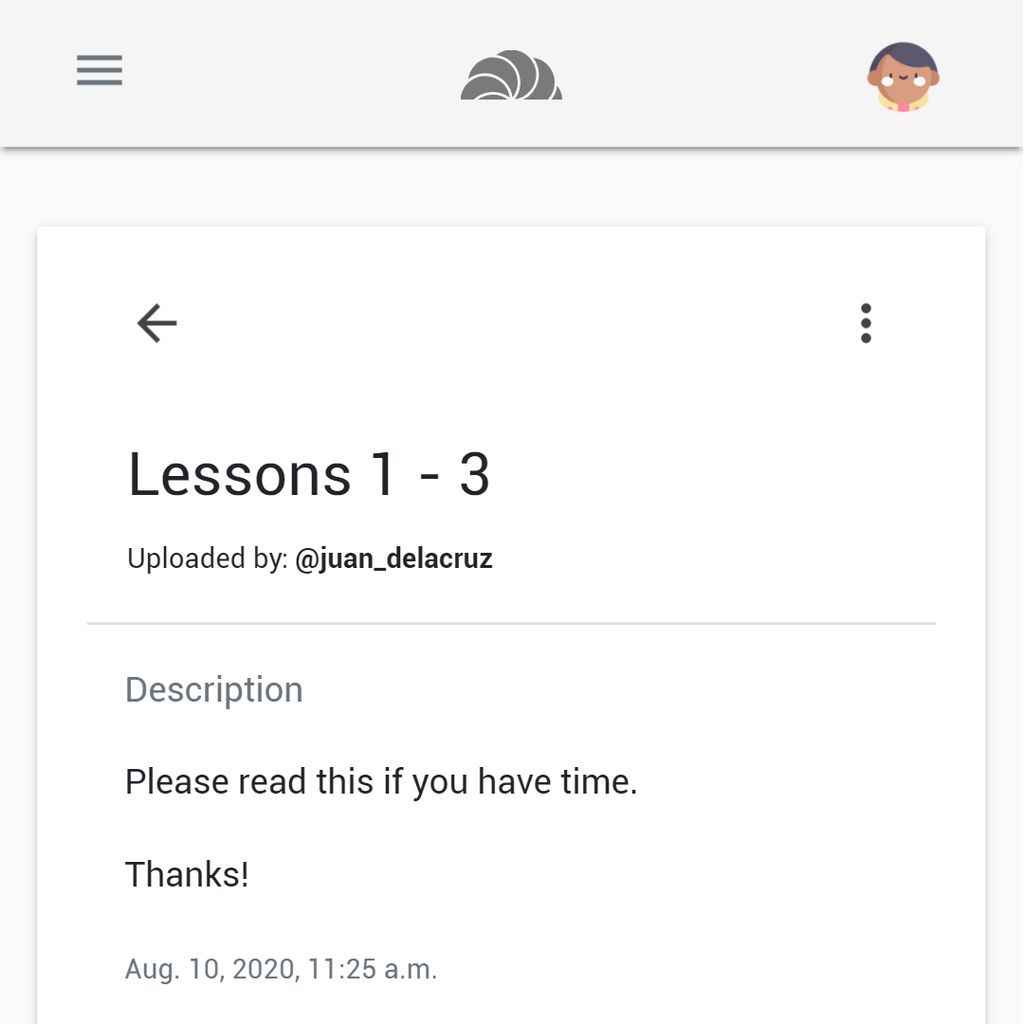 Lessons 1 - 3
Uploaded by: @juan_delacruz
Description
Please read this if you have time.
Thanks!
Aug. 10, 2020, 11:25 a.m.